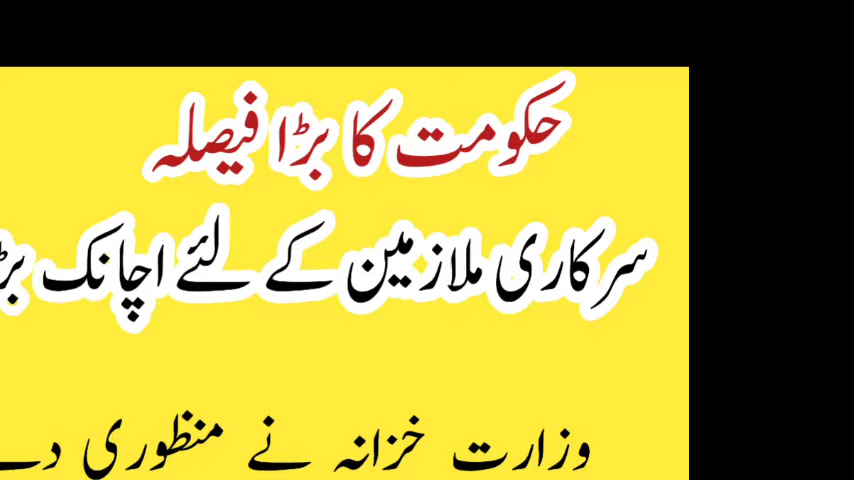 حکومت کا بڑا فیصلہ
سرکاری ملازمین کے لئے اچانک
وزارت خزانہ نے منظوری